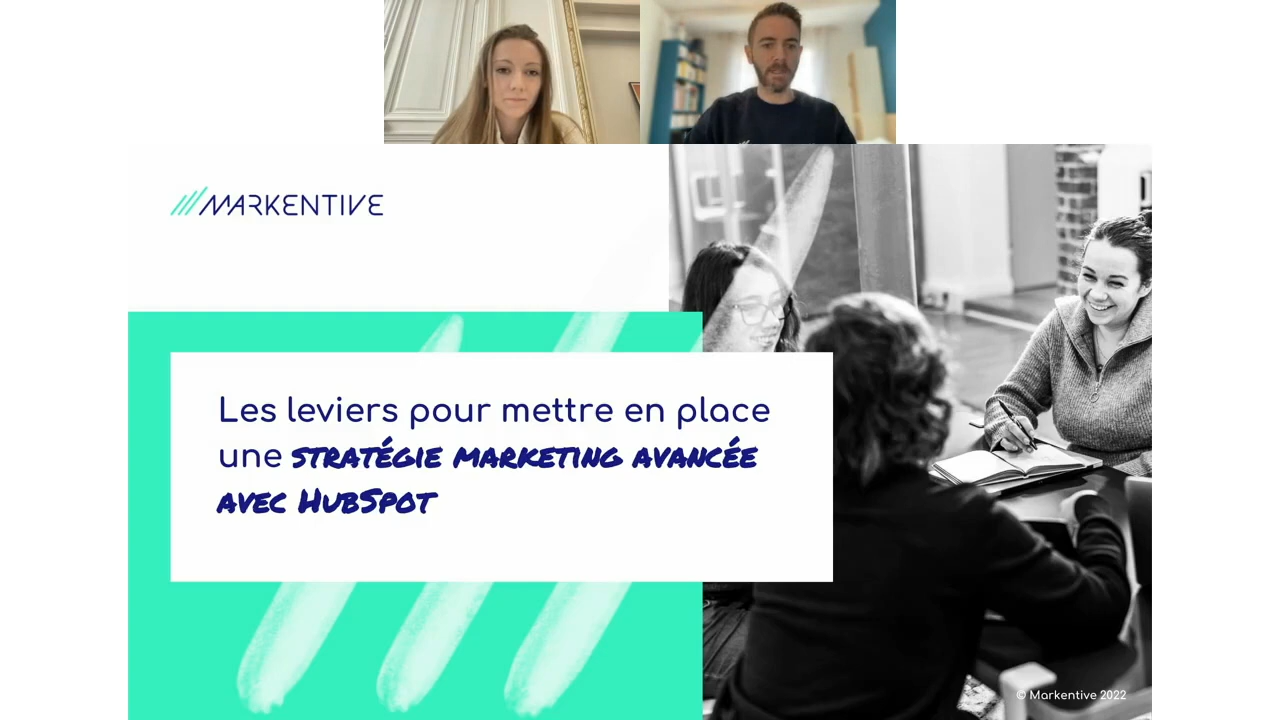 MARKENTIVE
Les leviers pour mettre en place
une stratégie marketing avancée
avec HubSpot
© Markentive 2022